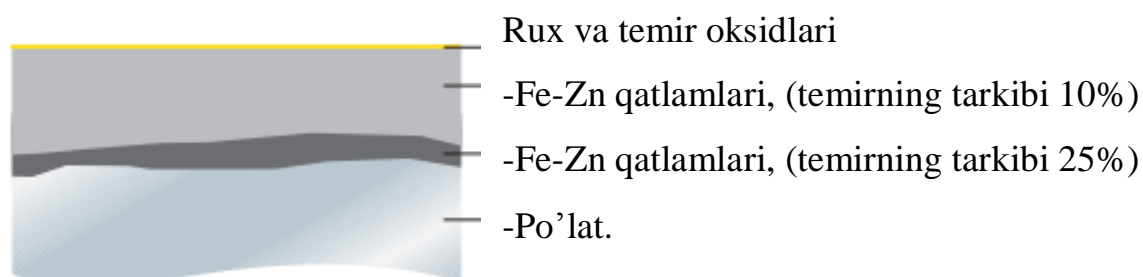 Rux va temir oksidlari
-Fe-Zn qatlamlari, (temirning tarkibi 10%)
-Fe-Zn qatlamlari, (temirning tarkibi 25%)
-Po’lat.